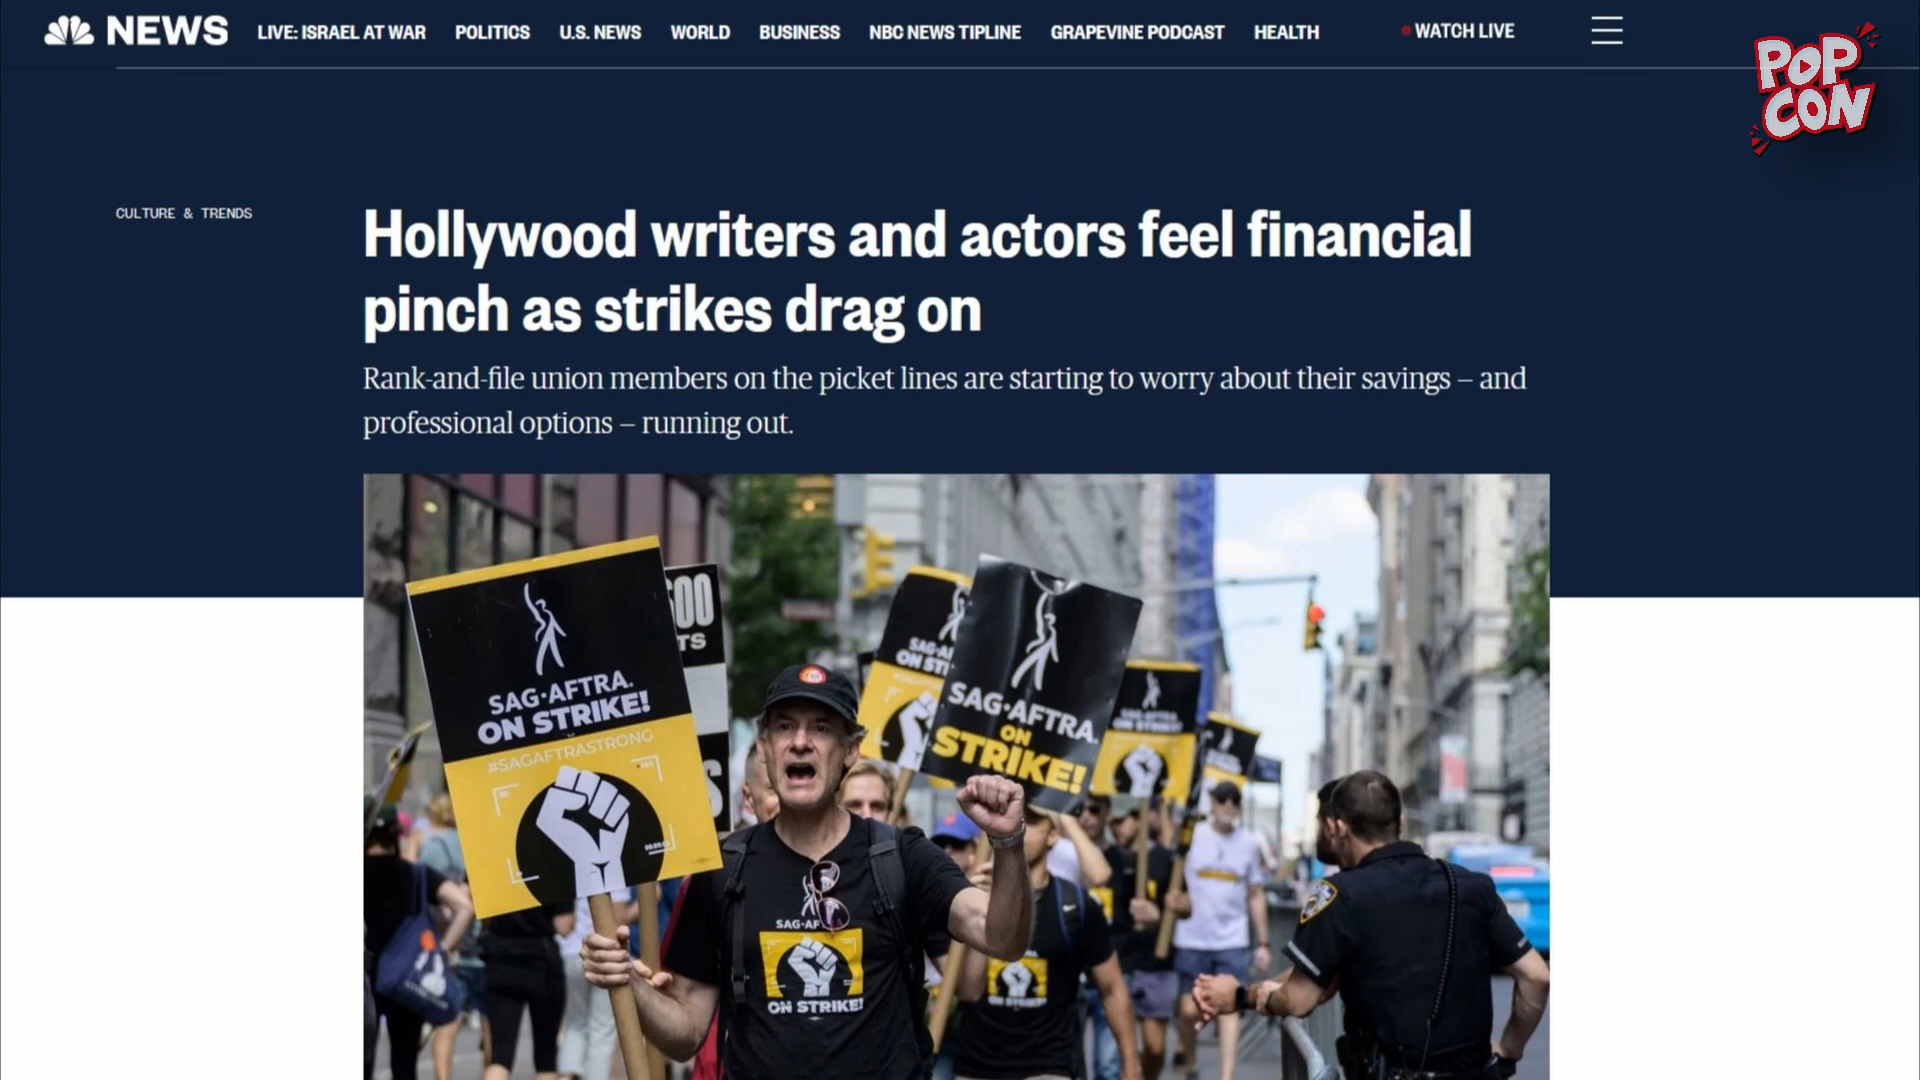 NEWS
LIVE: ISRAEL AT WAR POLITICS U.S. NEWS WORLD BUSINESS NBC NEWS TIPLINE GRAPEVINE PODCAST HEALTH WATCH LIVE
POP
CON
CULTURE & TRENDS
Hollywood writers and actors feel financial
pinch as strikes drag on
Rank-and-file union members on the picket lines are starting to worry about their savings – and
professional options – running out.
SAG·AFTRA.
ON STRIKE!
#SAGAFTRASTRONG
SAG·AFTRA.
ON
STRIKE!
SAG-AF
ON STRIKE!